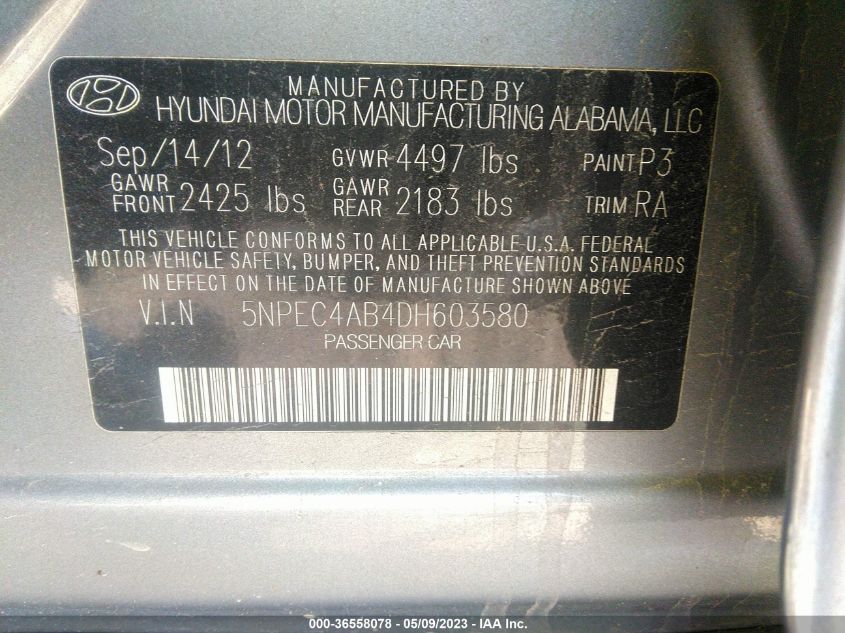 MANUFACTURED BY
HYUNDAI MOTOR MANUFACTURING ALABAMA, LLC
Sep/14/12 GVWR 4497 lbs PAINT P3
GAWR FRONT 2425 lbs GAWR REAR 2183 lbs TRIM RA
THIS VEHICLE CONFORMS TO ALL APPLICABLE U.S.A. FEDERAL
MOTOR VEHICLE SAFETY, BUMPER, AND THEFT PREVENTION STANDARDS
IN EFFECT ON THE DATE OF MANUFACTURE SHOWN ABOVE
V.I.N 5NPEC4AB4DH603580
PASSENGER CAR
000-36558078 - 05/09/2023 - IAA Inc.